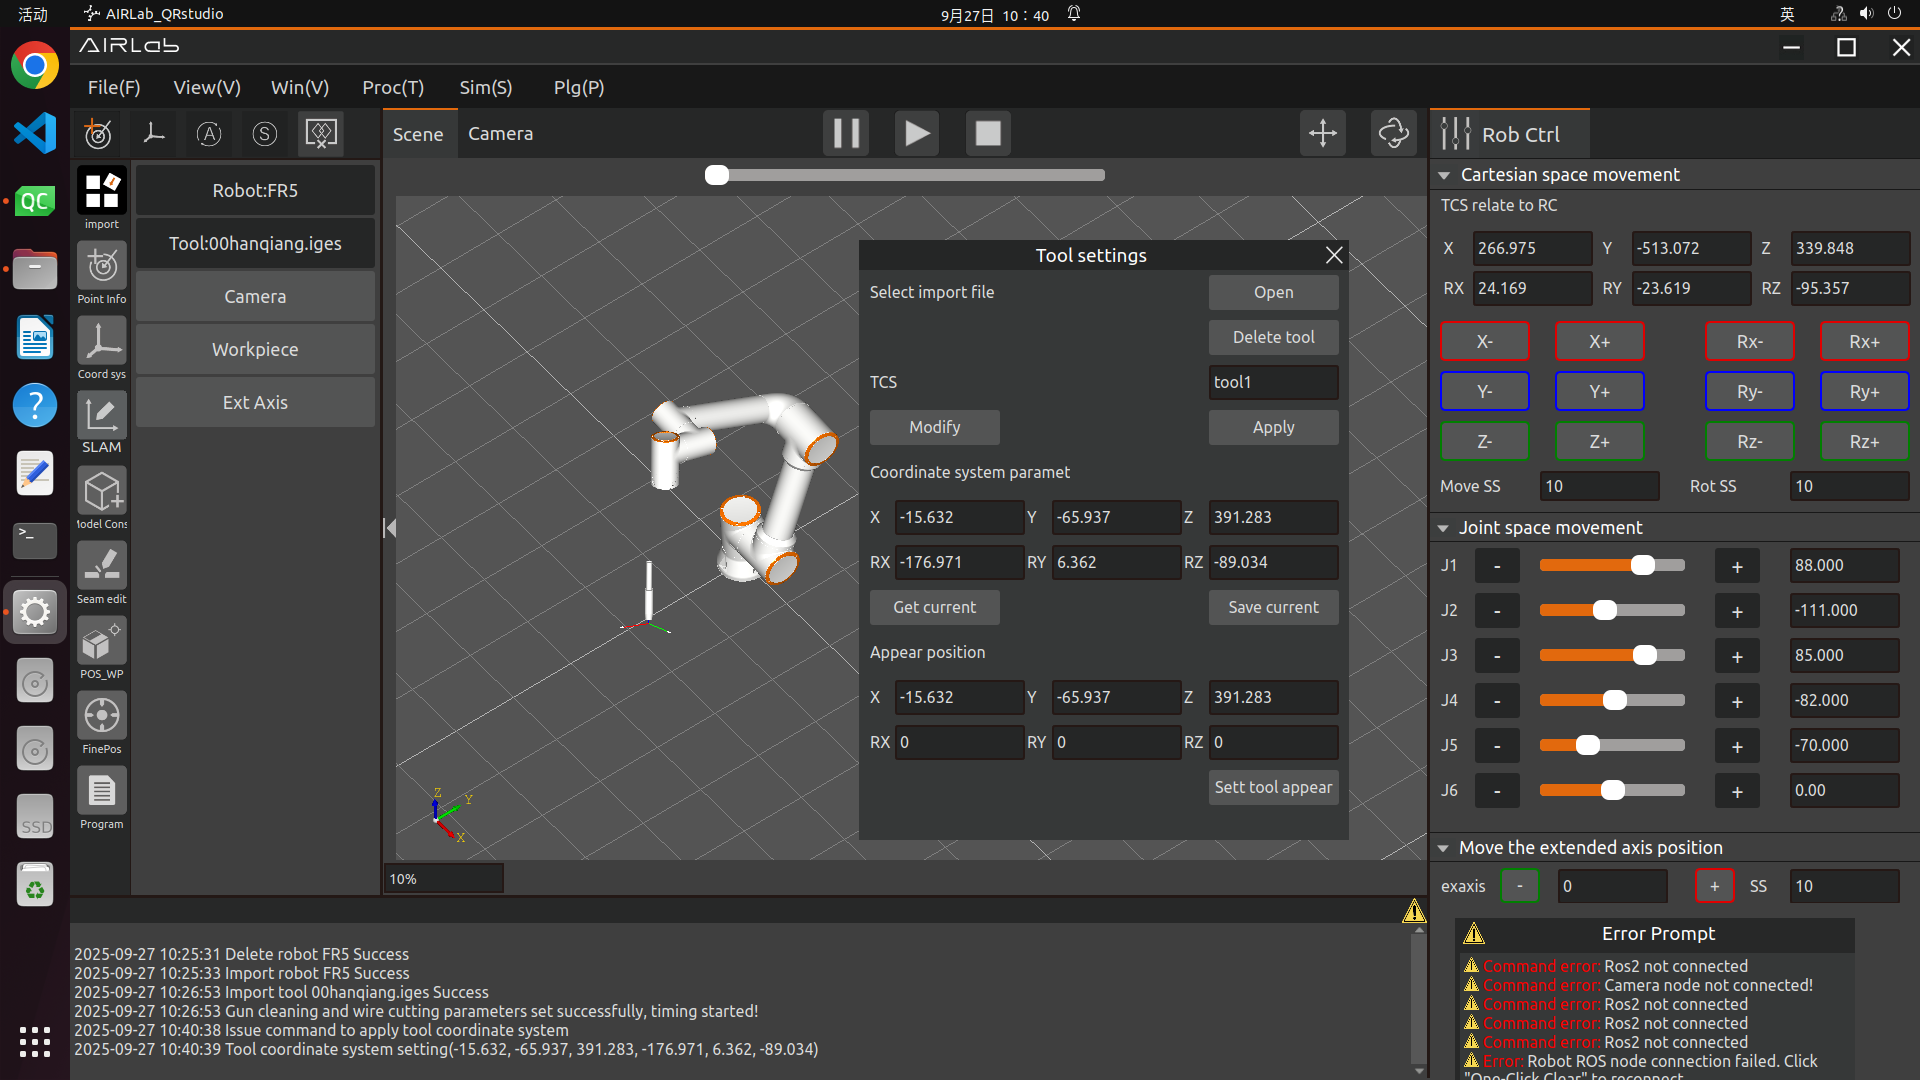 活动
AIRLab_QRstudio
9月27日 10：40
英
AIRLab
File(F) View(V) Win(V) Proc(T) Sim(S) Plg(P)
Scene Camera
Rob Ctrl
import
Point Info
Coord sys
SLAM
Model Cons
Seam edit
POS_WP
FinePos
Program
Robot:FR5
Tool:00hanqiang.iges
Camera
Workpiece
Ext Axis
Tool settings
Select import file Open
Delete tool
TCS tool1
Modify Apply
Coordinate system paramet
X -15.632 Y -65.937 Z 391.283
RX -176.971 RY 6.362 RZ -89.034
Get current Save current
Appear position
X -15.632 Y -65.937 Z 391.283
RX 0 RY 0 RZ 0
Sett tool appear
Z Y X
10%
Cartesian space movement
TCS relate to RC
X 266.975 Y -513.072 Z 339.848
RX 24.169 RY -23.619 RZ -95.357
X- X+ Rx- Rx+
Y- Y+ Ry- Ry+
Z- Z+ Rz- Rz+
Move SS 10 Rot SS 10
Joint space movement
J1 - + 88.000
J2 - + -111.000
J3 - + 85.000
J4 - + -82.000
J5 - + -70.000
J6 - + 0.00
Move the extended axis position
exaxis - 0 + SS 10
Error Prompt
Command error: Ros2 not connected
Command error: Camera node not connected!
Command error: Ros2 not connected
Command error: Ros2 not connected
Command error: Ros2 not connected
Error: Robot ROS node connection failed. Click
"One-Click Clear" to reconnect
2025-09-27 10:25:31 Delete robot FR5 Success
2025-09-27 10:25:33 Import robot FR5 Success
2025-09-27 10:26:53 Import tool 00hanqiang.iges Success
2025-09-27 10:26:53 Gun cleaning and wire cutting parameters set successfully, timing started!
2025-09-27 10:40:38 Issue command to apply tool coordinate system
2025-09-27 10:40:39 Tool coordinate system setting(-15.632, -65.937, 391.283, -176.971, 6.362, -89.034)
QC
SSD
A
S